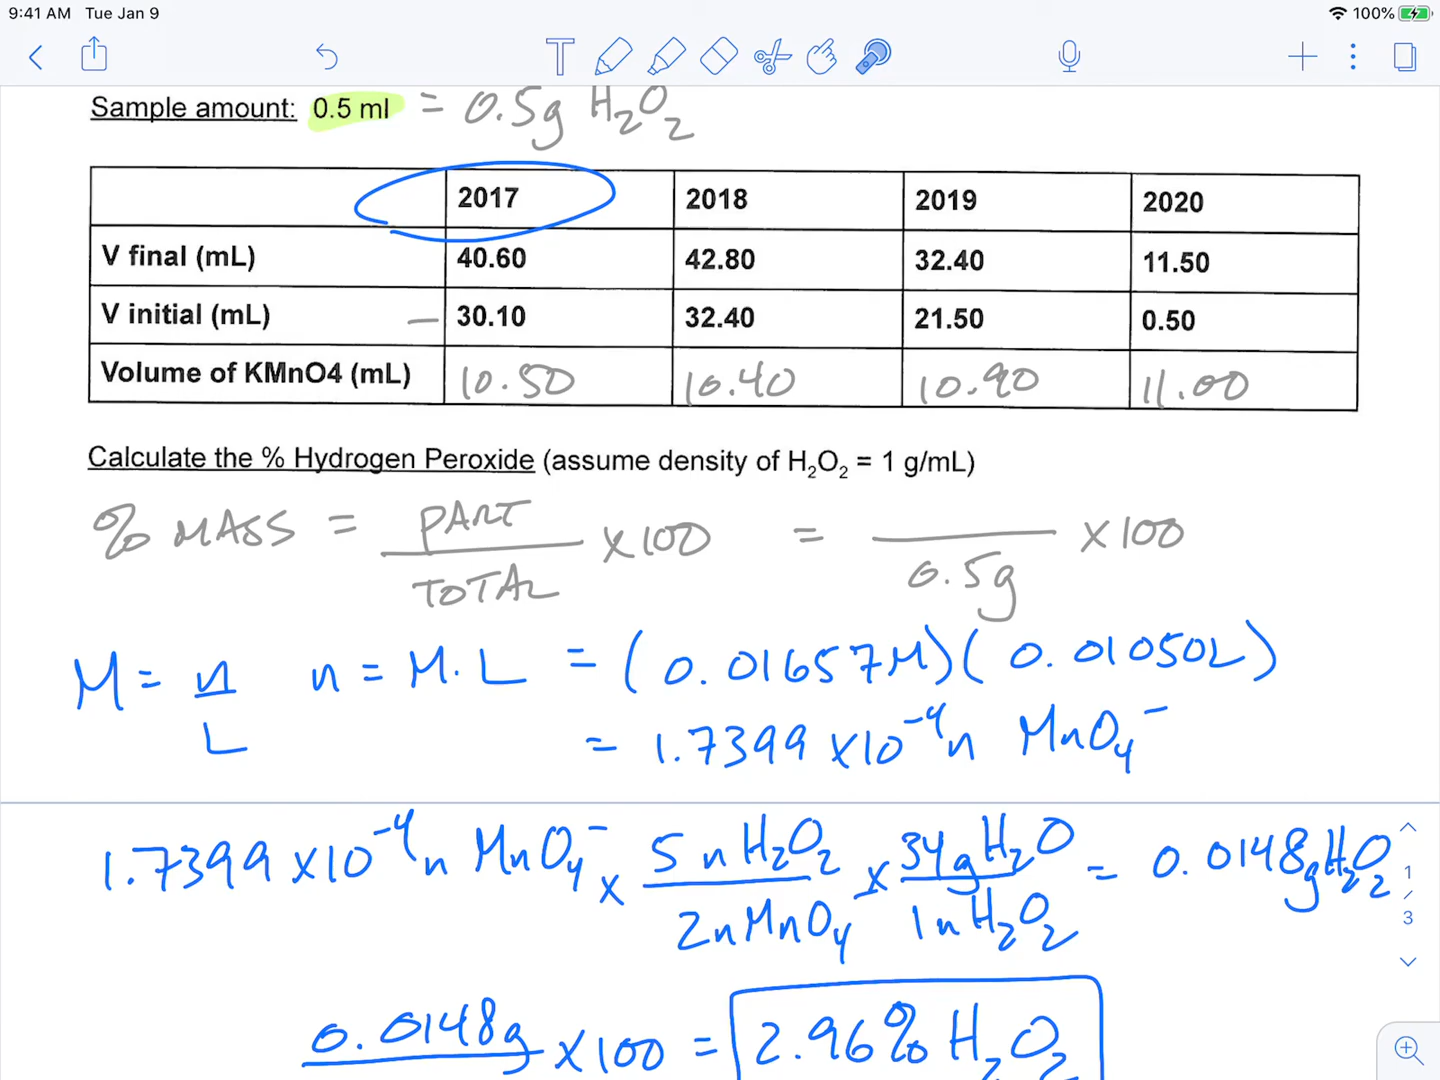 9:41 AM Tue Jan 9 100%
T
Sample amount: 0.5 ml = 0.5g H₂O₂
2017 2018 2019 2020
V final (mL) 40.60 42.80 32.40 11.50
V initial (mL) — 30.10 32.40 21.50 0.50
Volume of KMnO4 (mL) 10.50 10.40 10.90 11.00
Calculate the % Hydrogen Peroxide (assume density of H₂O₂ = 1 g/mL)
% MASS = PART / TOTAL × 100 = / 0.5g × 100
M = n / L n = M · L = (0.01657M)(0.01050L)
= 1.7399 × 10⁻⁴ n MnO₄⁻
1.7399 × 10⁻⁴ n MnO₄⁻ × 5 n H₂O₂ / 2 n MnO₄ × 34g H₂O / 1 n H₂O₂ = 0.0148g H₂O₂
0.0148g × 100 = 2.96% H₂O₂
1 / 3